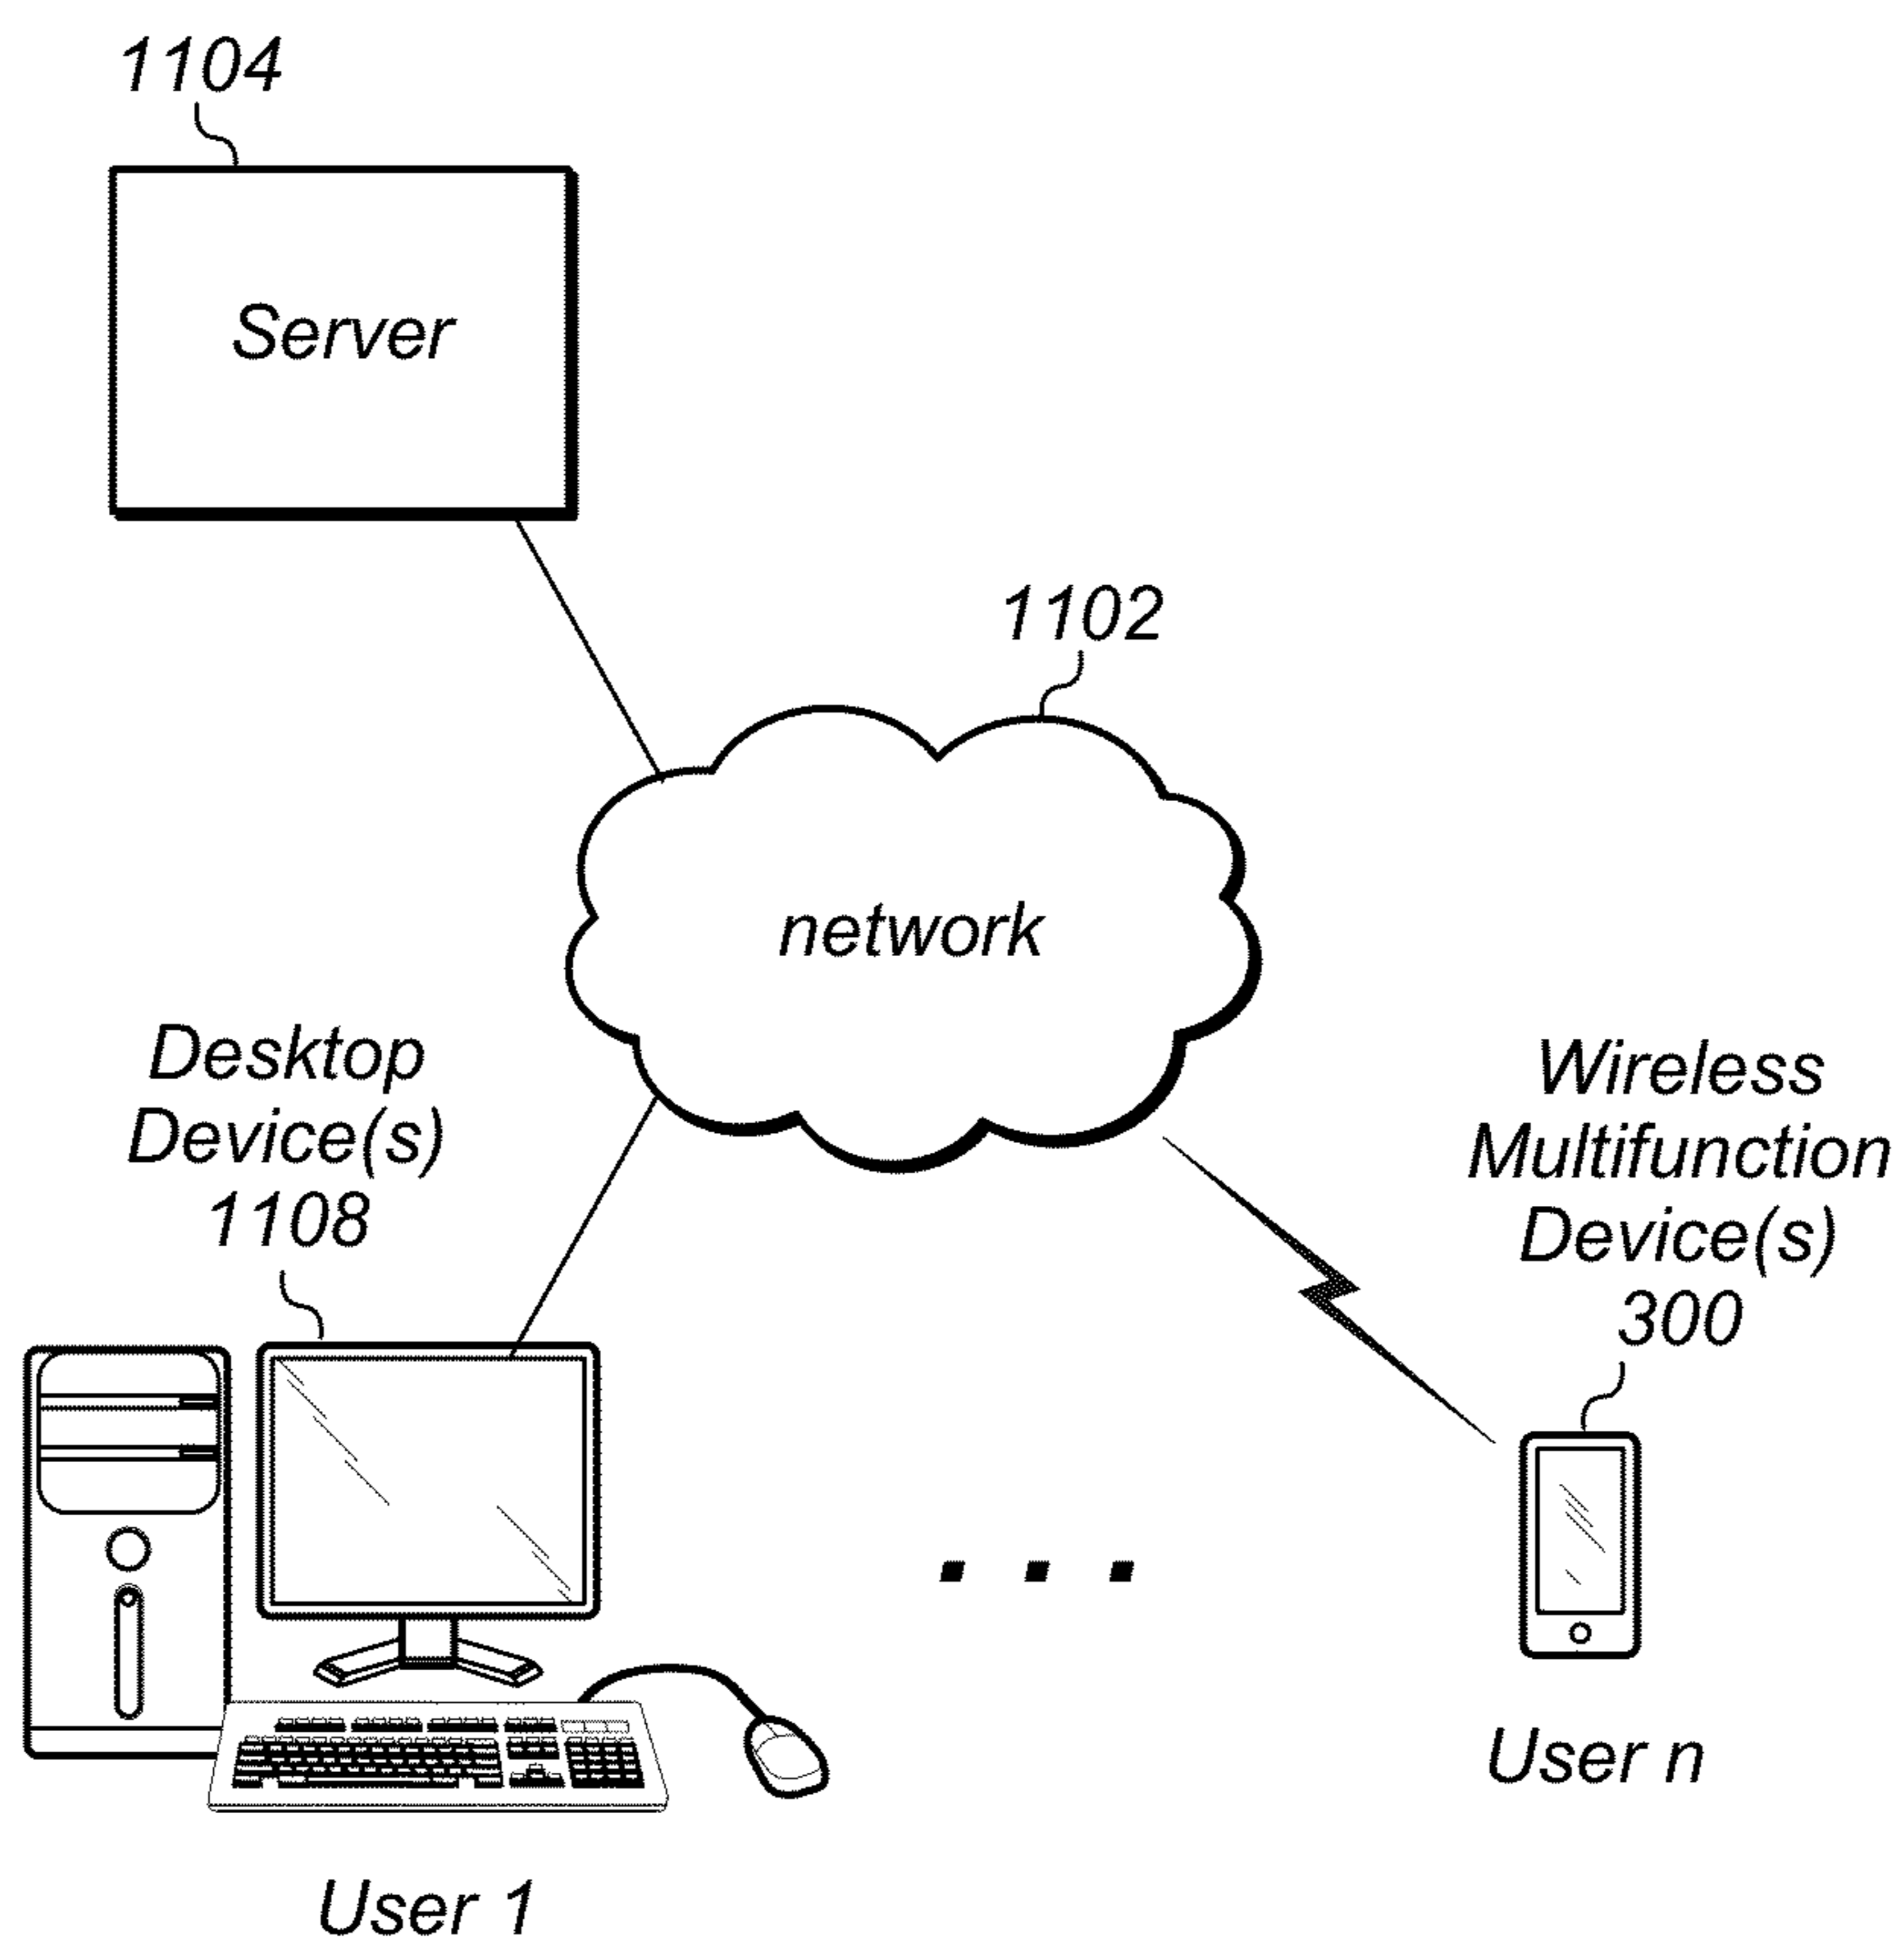 1104
Server
1102
network
Desktop
Device(s)
1108
Wireless
Multifunction
Device(s)
300
User n
User 1